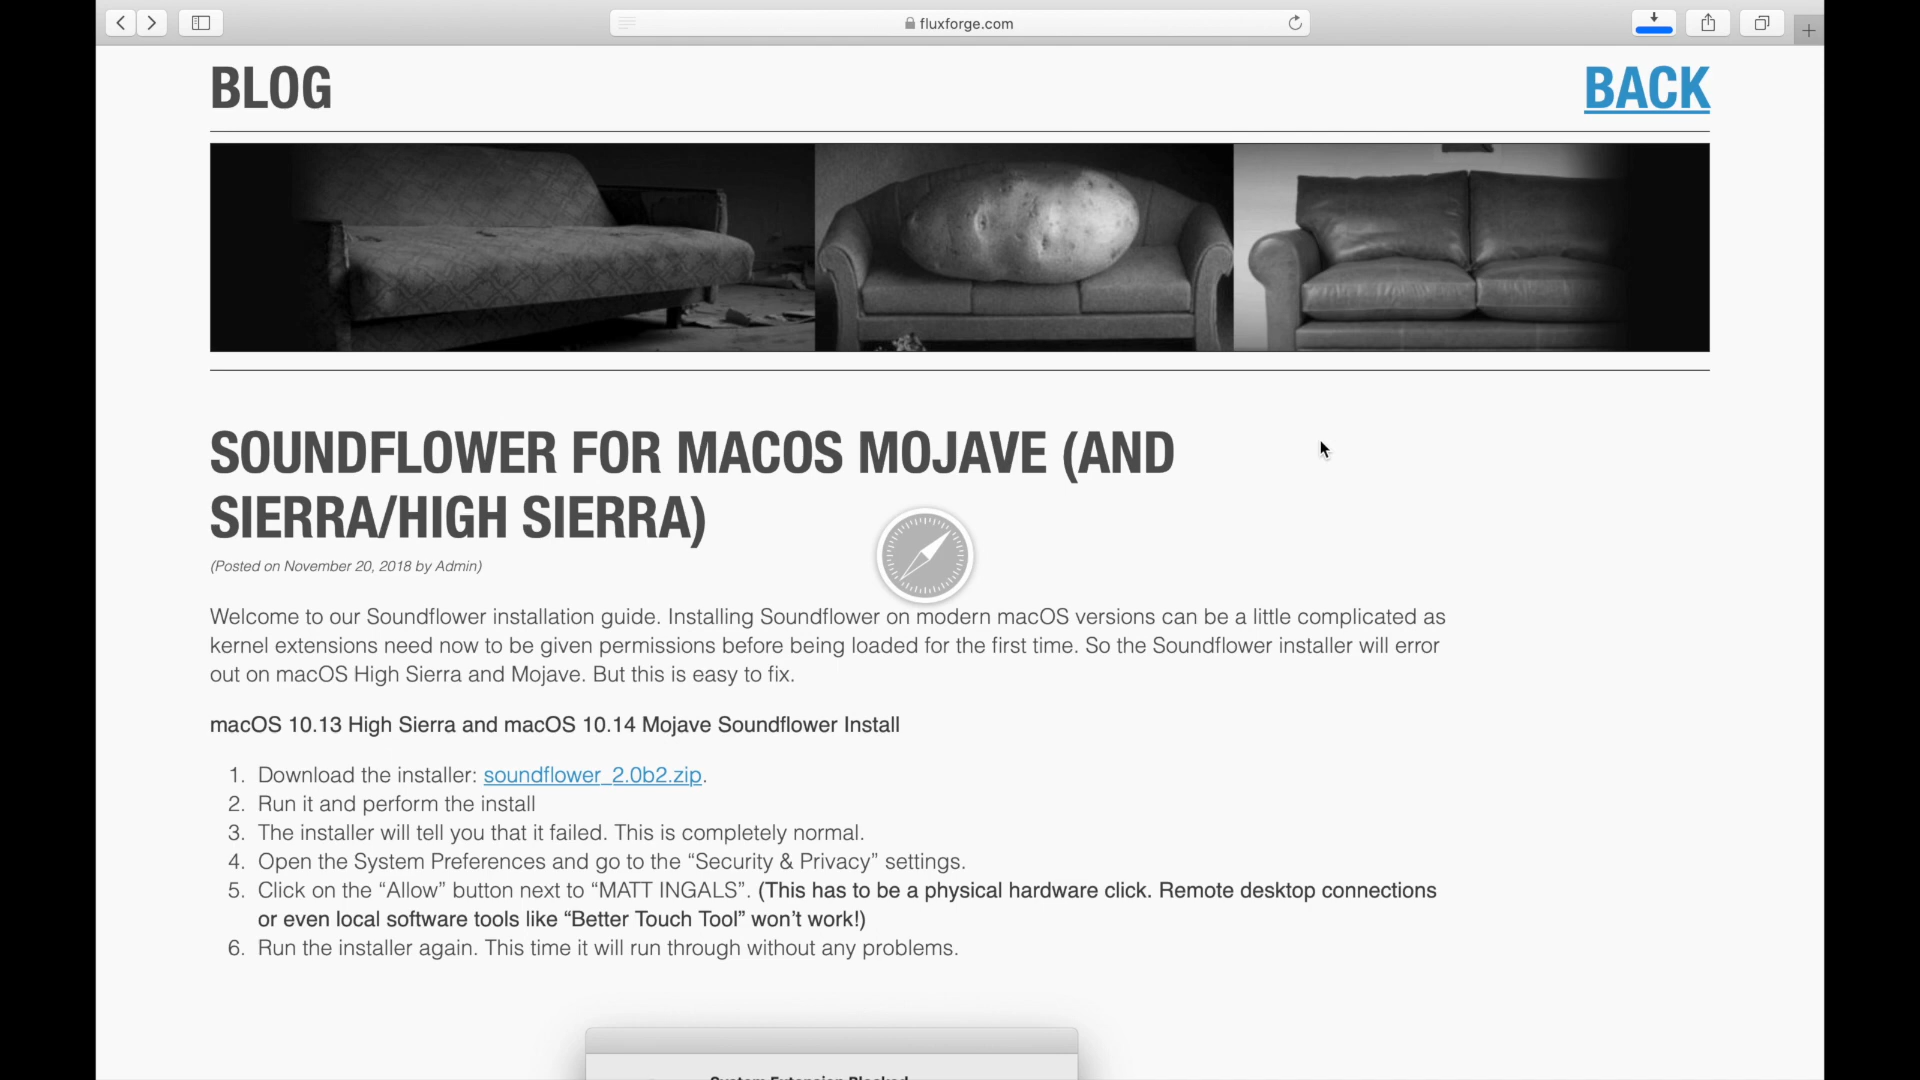 fluxforge.com
BLOG
BACK
SOUNDFLOWER FOR MACOS MOJAVE (AND
SIERRA/HIGH SIERRA)
(Posted on November 20, 2018 by Admin)
Welcome to our Soundflower installation guide. Installing Soundflower on modern macOS versions can be a little complicated as
kernel extensions need now to be given permissions before being loaded for the first time. So the Soundflower installer will error
out on macOS High Sierra and Mojave. But this is easy to fix.
macOS 10.13 High Sierra and macOS 10.14 Mojave Soundflower Install
1. Download the installer: soundflower_2.0b2.zip.
2. Run it and perform the install
3. The installer will tell you that it failed. This is completely normal.
4. Open the System Preferences and go to the “Security & Privacy” settings.
5. Click on the “Allow” button next to “MATT INGALS”. (This has to be a physical hardware click. Remote desktop connections
or even local software tools like “Better Touch Tool” won’t work!)
6. Run the installer again. This time it will run through without any problems.
System Extension Blocked